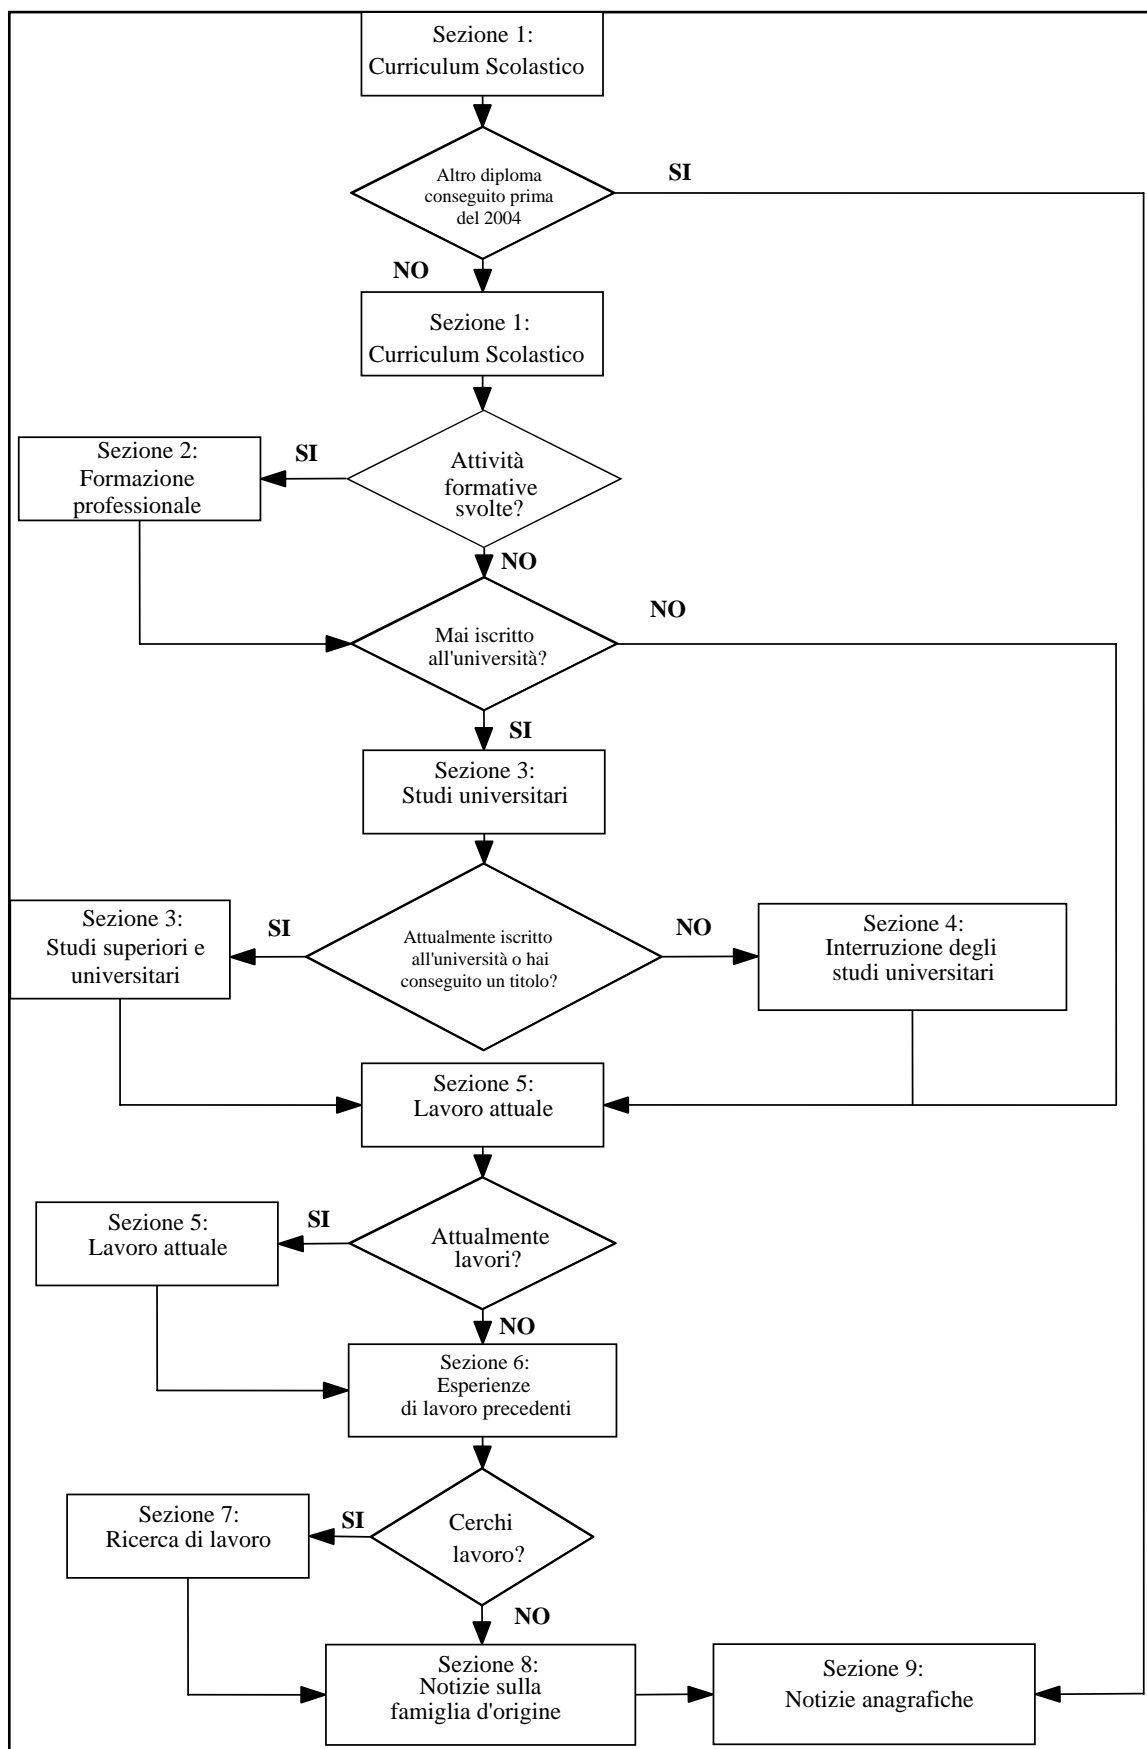 Sezione 1:
Curriculum Scolastico
SI
Altro diploma
conseguito prima
del 2004
NO
Sezione 1:
Curriculum Scolastico
Sezione 2:
Formazione
professionale
SI
Attività
formative
svolte?
NO
NO
Mai iscritto
all'università?
SI
Sezione 3:
Studi universitari
Sezione 3:
Studi superiori e
universitari
SI
Attualmente iscritto
all'università o hai
conseguito un titolo?
NO
Sezione 4:
Interruzione degli
studi universitari
Sezione 5:
Lavoro attuale
Sezione 5:
Lavoro attuale
SI
Attualmente
lavori?
NO
Sezione 6:
Esperienze
di lavoro precedenti
Sezione 7:
Ricerca di lavoro
SI
Cerchi
lavoro?
NO
Sezione 8:
Notizie sulla
famiglia d'origine
Sezione 9:
Notizie anagrafiche